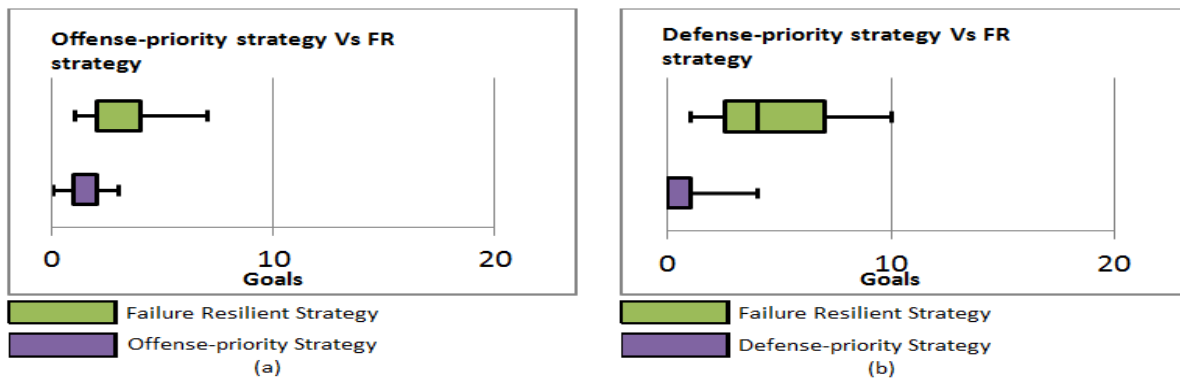 Offense-priority strategy Vs FR
strategy
0
10
20
Goals
Failure Resilient Strategy
Offense-priority Strategy
(a)
Defense-priority strategy Vs FR
strategy
0
10
20
Goals
Failure Resilient Strategy
Defense-priority Strategy
(b)